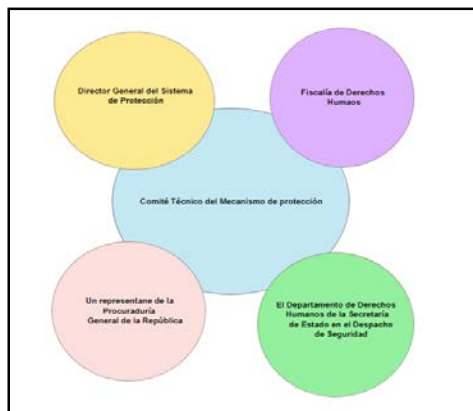 Director General del Sistema
de Protección
Fiscalía de Derechos
Humaos
Comité Técnico del Mecanismo de protección
Un representane de la
Procuraduría
General de la República
El Departamento de Derechos
Humanos de la Secretaría
de Estado en el Despacho
de Seguridad